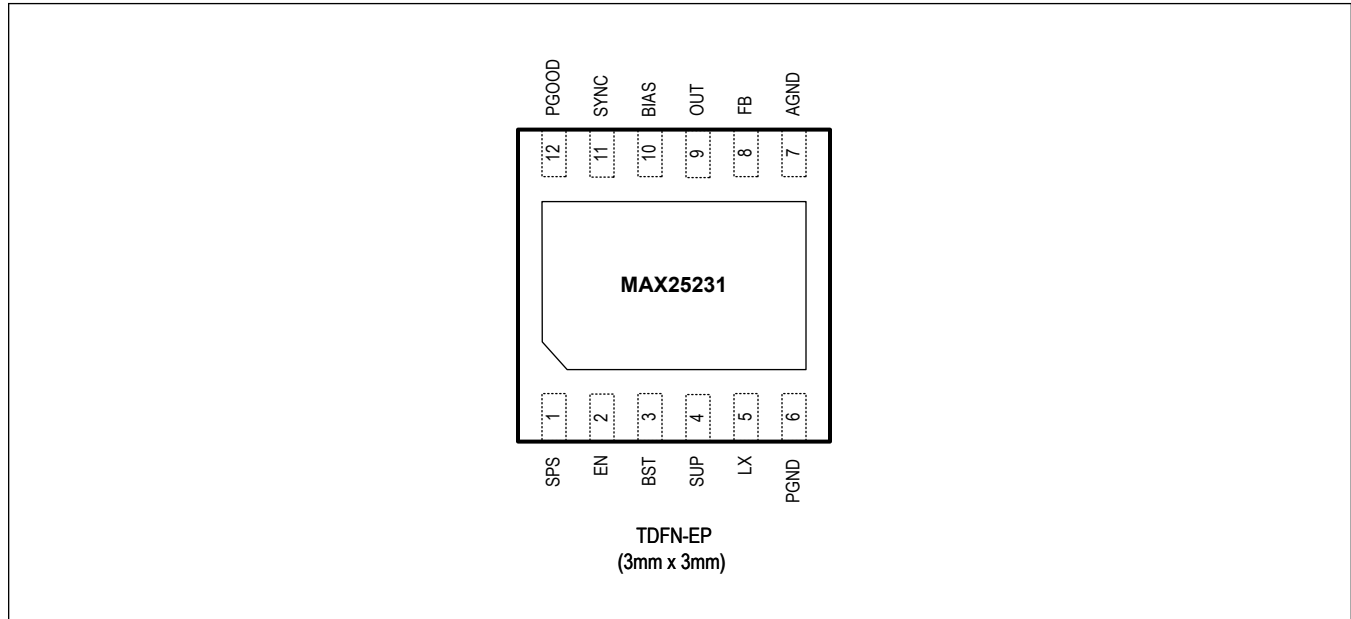 PGOOD SYNC BIAS OUT FB AGND
12 11 10 9 8 7
MAX25231
1 2 3 4 5 6
SPS EN BST SUP LX PGND
TDFN-EP
(3mm x 3mm)